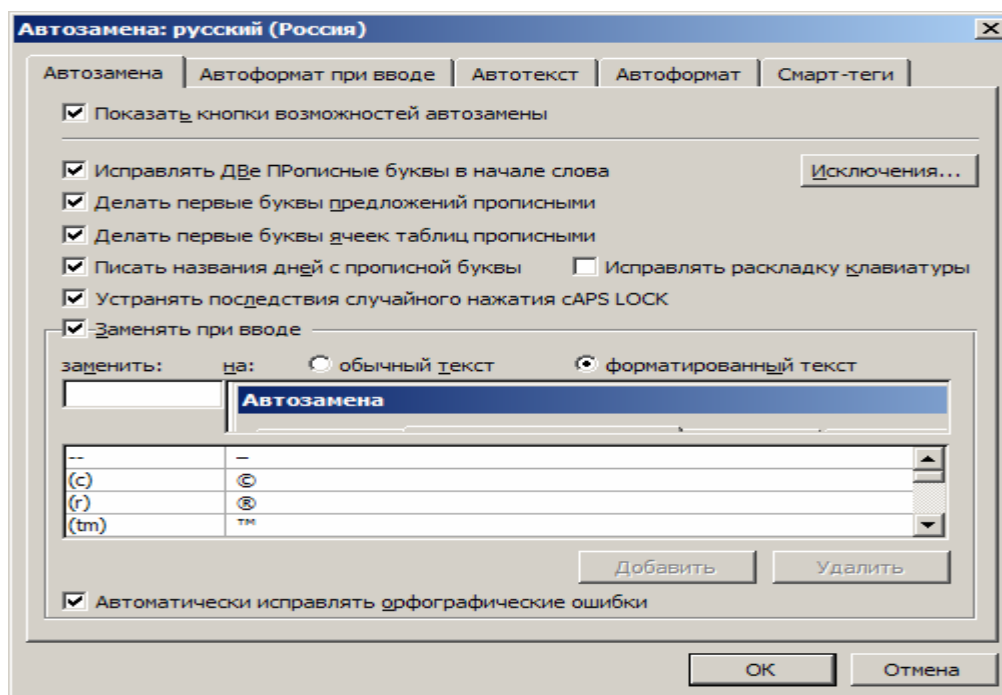 Автозамена: русский (Россия)
Автозамена Автоформат при вводе Автотекст Автоформат Смарт-теги
Показать кнопки возможностей автозамены
Исправлять ДВе ПРописные буквы в начале слова Исключения...
Делать первые буквы предложений прописными
Делать первые буквы ячеек таблиц прописными
Писать названия дней с прописной буквы Исправлять раскладку клавиатуры
Устранять последствия случайного нажатия cAPS LOCK
Заменять при вводе
заменить: на: обычный текст форматированный текст
Автозамена
-- –
(c) ©
(r) ®
(tm) ™
Добавить Удалить
Автоматически исправлять орфографические ошибки
ОК Отмена